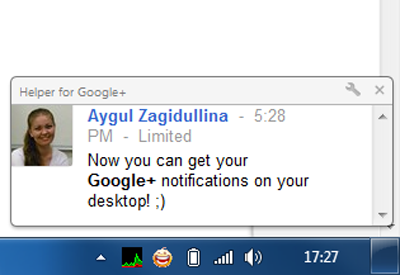 Helper for Google+
Aygul Zagidullina - 5:28
PM - Limited
Now you can get your
Google+ notifications on your
desktop! ;)
17:27